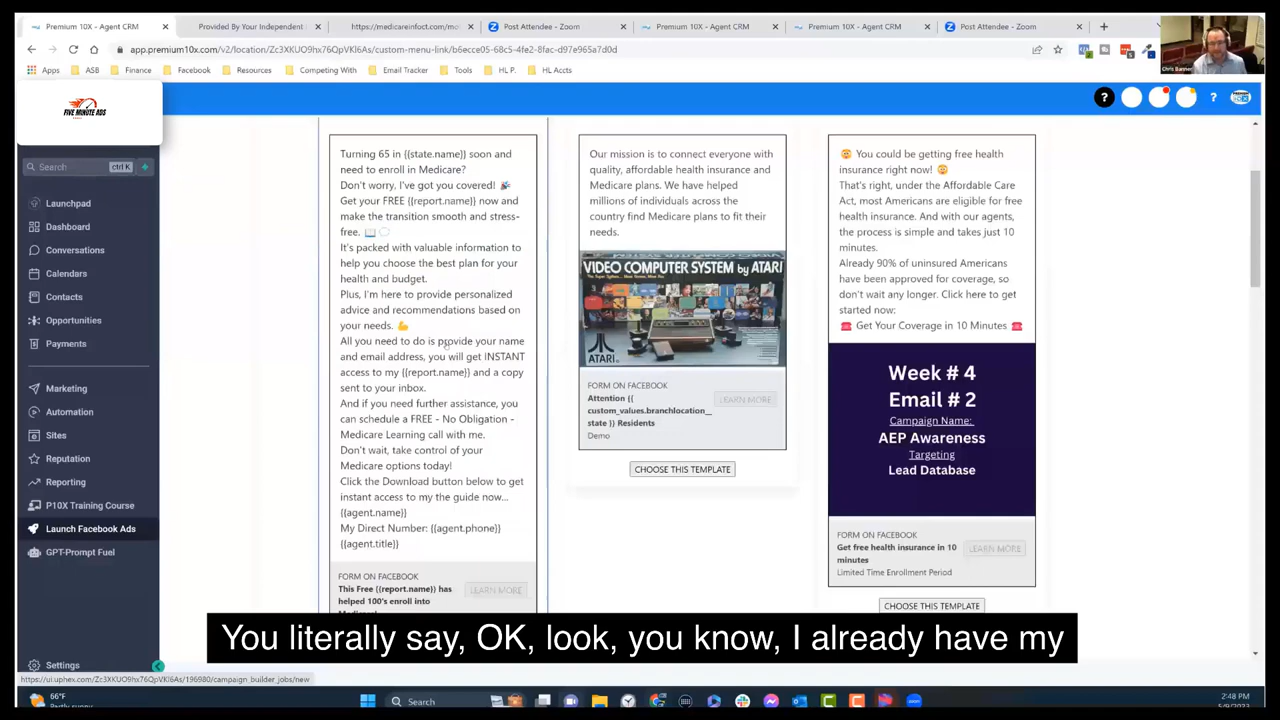 Premium 10X - Agent CRM
Provided By Your Independent
https://medicareinfoct.com/mo
Post Attendee - Zoom
Premium 10X - Agent CRM
Premium 10X - Agent CRM
Post Attendee - Zoom
app.premium10x.com/v2/location/Zc3XKUO9hx76QpVKl6As/custom-menu-link/b6ecce05-68c5-4fe2-8fac-d97e965a7d0d
Apps
ASB
Finance
Facebook
Resources
Competing With
Email Tracker
Tools
HL P.
HL Accts
Chris Banner
FIVE MINUTE ADS
Search
ctrl K
Launchpad
Dashboard
Conversations
Calendars
Contacts
Opportunities
Payments
Marketing
Automation
Sites
Reputation
Reporting
P10X Training Course
Launch Facebook Ads
GPT-Prompt Fuel
Settings
Turning 65 in {{state.name}} soon and
need to enroll in Medicare?
Don't worry, I've got you covered! 🎉
Get your FREE {{report.name}} now and
make the transition smooth and stress-
free. 📖
It's packed with valuable information to
help you choose the best plan for your
health and budget.
Plus, I'm here to provide personalized
advice and recommendations based on
your needs. 💪
All you need to do is provide your name
and email address, you will get INSTANT
access to my {{report.name}} and a copy
sent to your inbox.
And if you need further assistance, you
can schedule a FREE - No Obligation -
Medicare Learning call with me.
Don't wait, take control of your
Medicare options today!
Click the Download button below to get
instant access to my the guide now...
{{agent.name}}
My Direct Number: {{agent.phone}}
{{agent.title}}
FORM ON FACEBOOK
This Free {{report.name}} has
helped 100's enroll into
LEARN MORE
Our mission is to connect everyone with
quality, affordable health insurance and
Medicare plans. We have helped
millions of individuals across the
country find Medicare plans to fit their
needs.
VIDEO COMPUTER SYSTEM by ATARI
ATARI
FORM ON FACEBOOK
Attention {{
custom_values.branchlocation_
state }} Residents
Demo
LEARN MORE
CHOOSE THIS TEMPLATE
You could be getting free health
insurance right now!
That's right, under the Affordable Care
Act, most Americans are eligible for free
health insurance. And with our agents,
the process is simple and takes just 10
minutes.
Already 90% of uninsured Americans
have been approved for coverage, so
don't wait any longer. Click here to get
started now:
☎ Get Your Coverage in 10 Minutes ☎
Week # 4
Email # 2
Campaign Name:
AEP Awareness
Targeting
Lead Database
FORM ON FACEBOOK
Get free health insurance in 10
minutes
Limited Time Enrollment Period
LEARN MORE
CHOOSE THIS TEMPLATE
You literally say, OK, look, you know, I already have my
https://ui.uphex.com/Zc3XKUO9hx76QpVKl6As/196980/campaign_builder_jobs/new
66°F
Partly sunny
Search
2:48 PM